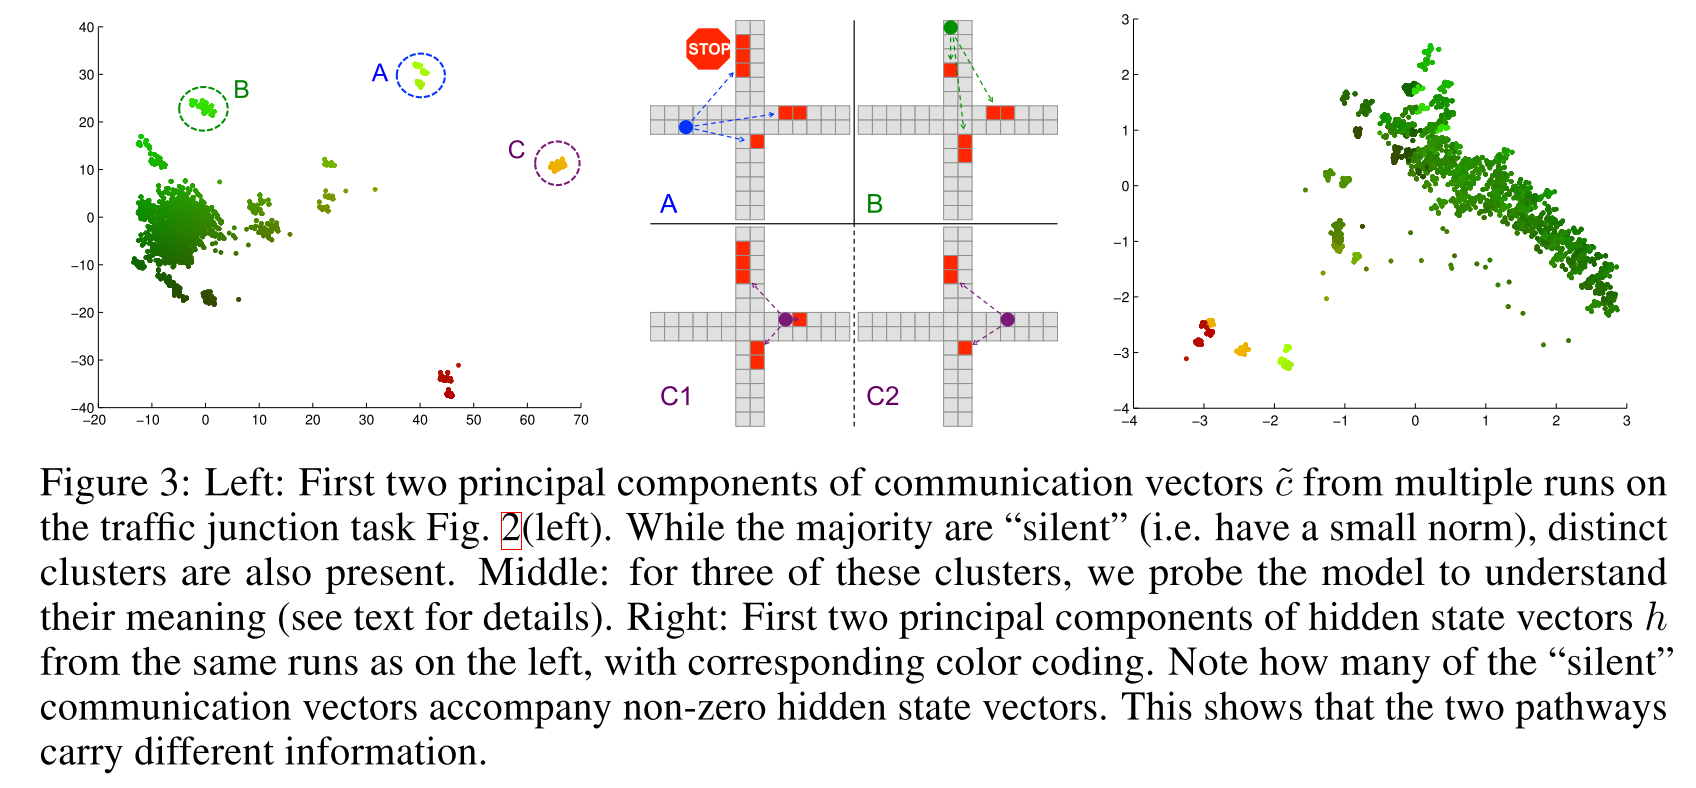 40
30
20
10
0
−10
−20
−30
−40
−20 −10 0 10 20 30 40 50 60 70
A
B
C
STOP
A
B
C1
C2
3
2
1
0
−1
−2
−3
−4
−4 −3 −2 −1 0 1 2 3
Figure 3: Left: First two principal components of communication vectors c̃ from multiple runs on
the traffic junction task Fig. 2(left). While the majority are “silent” (i.e. have a small norm), distinct
clusters are also present. Middle: for three of these clusters, we probe the model to understand
their meaning (see text for details). Right: First two principal components of hidden state vectors h
from the same runs as on the left, with corresponding color coding. Note how many of the “silent”
communication vectors accompany non-zero hidden state vectors. This shows that the two pathways
carry different information.